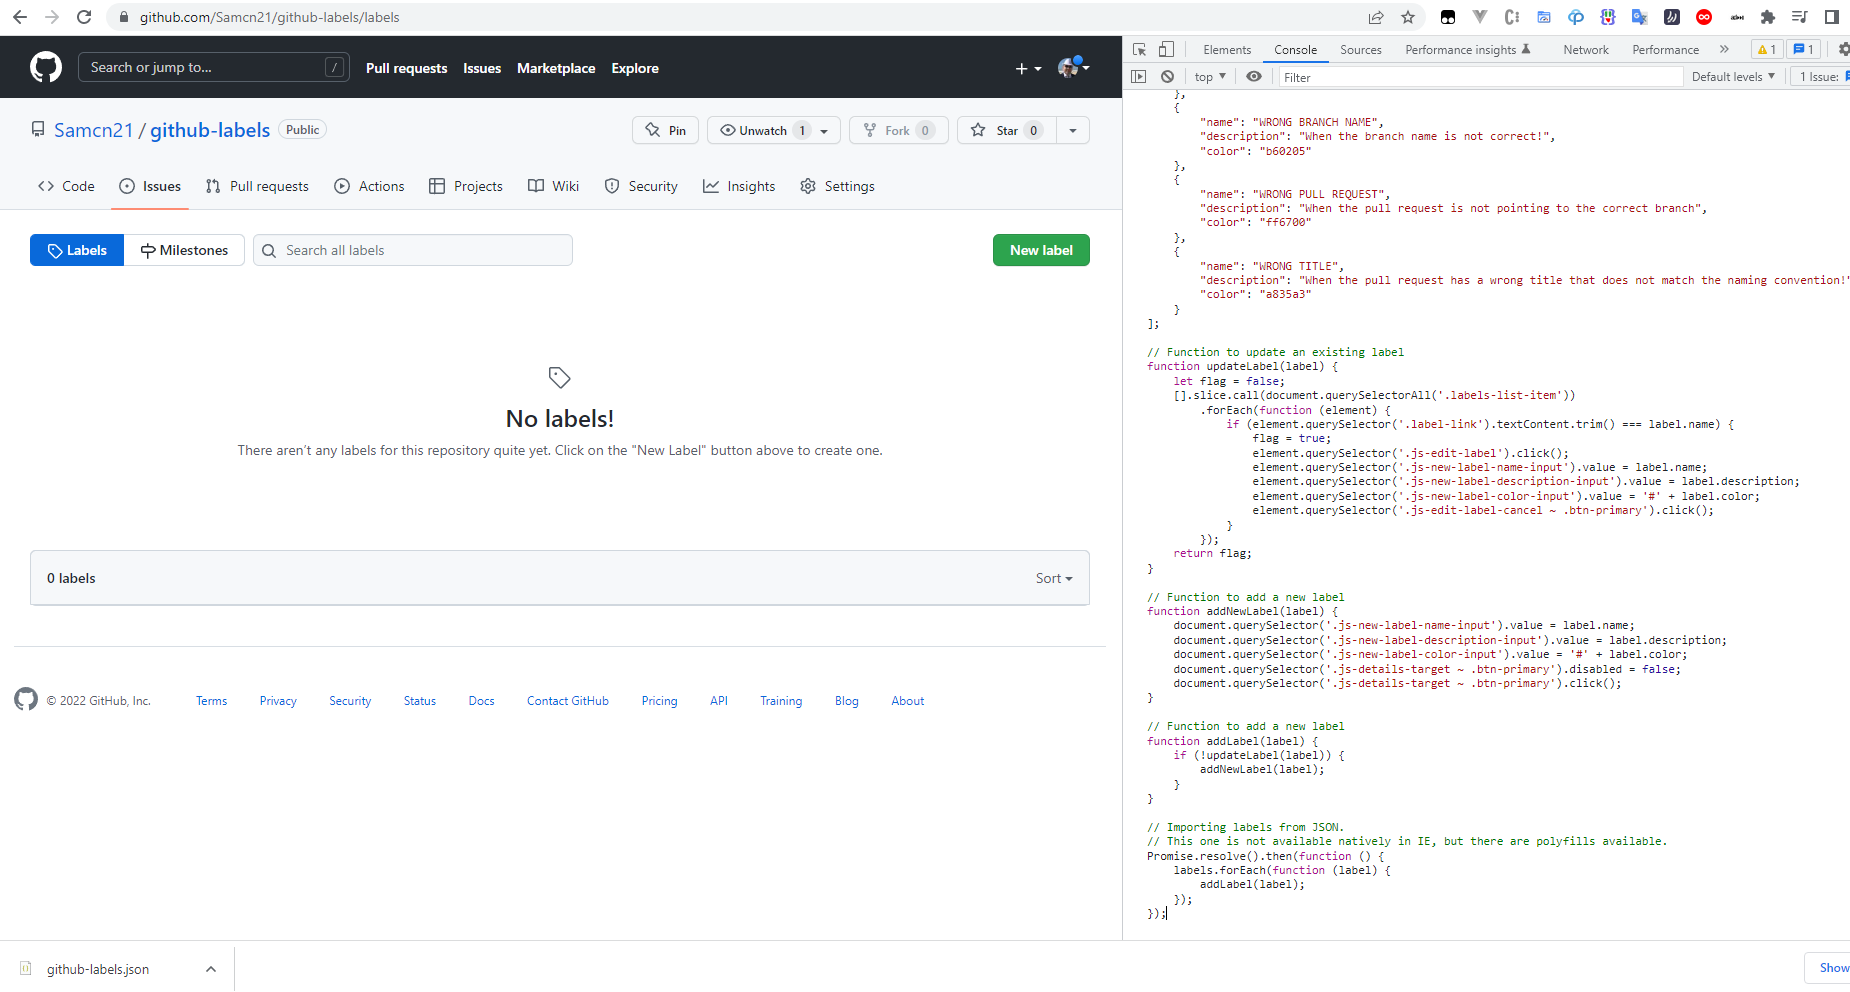 github.com/Samcn21/github-labels/labels
Search or jump to... /
Pull requests Issues Marketplace Explore
Samcn21 / github-labels Public
Pin Unwatch 1 Fork 0 Star 0
Code Issues Pull requests Actions Projects Wiki Security Insights Settings
Labels Milestones Search all labels New label
No labels!
There aren’t any labels for this repository quite yet. Click on the "New Label" button above to create one.
0 labels Sort
© 2022 GitHub, Inc. Terms Privacy Security Status Docs Contact GitHub Pricing API Training Blog About
github-labels.json
Show
Elements Console Sources Performance insights Network Performance » 1 1
top Filter Default levels 1 Issue:
},
{
"name": "WRONG BRANCH NAME",
"description": "When the branch name is not correct!",
"color": "b60205"
},
{
"name": "WRONG PULL REQUEST",
"description": "When the pull request is not pointing to the correct branch",
"color": "ff6700"
},
{
"name": "WRONG TITLE",
"description": "When the pull request has a wrong title that does not match the naming convention!"
"color": "a835a3"
}
];
// Function to update an existing label
function updateLabel(label) {
let flag = false;
[].slice.call(document.querySelectorAll('.labels-list-item'))
.forEach(function (element) {
if (element.querySelector('.label-link').textContent.trim() === label.name) {
flag = true;
element.querySelector('.js-edit-label').click();
element.querySelector('.js-new-label-name-input').value = label.name;
element.querySelector('.js-new-label-description-input').value = label.description;
element.querySelector('.js-new-label-color-input').value = '#' + label.color;
element.querySelector('.js-edit-label-cancel ~ .btn-primary').click();
}
});
return flag;
}
// Function to add a new label
function addNewLabel(label) {
document.querySelector('.js-new-label-name-input').value = label.name;
document.querySelector('.js-new-label-description-input').value = label.description;
document.querySelector('.js-new-label-color-input').value = '#' + label.color;
document.querySelector('.js-details-target ~ .btn-primary').disabled = false;
document.querySelector('.js-details-target ~ .btn-primary').click();
}
// Function to add a new label
function addLabel(label) {
if (!updateLabel(label)) {
addNewLabel(label);
}
}
// Importing labels from JSON.
// This one is not available natively in IE, but there are polyfills available.
Promise.resolve().then(function () {
labels.forEach(function (label) {
addLabel(label);
});
});